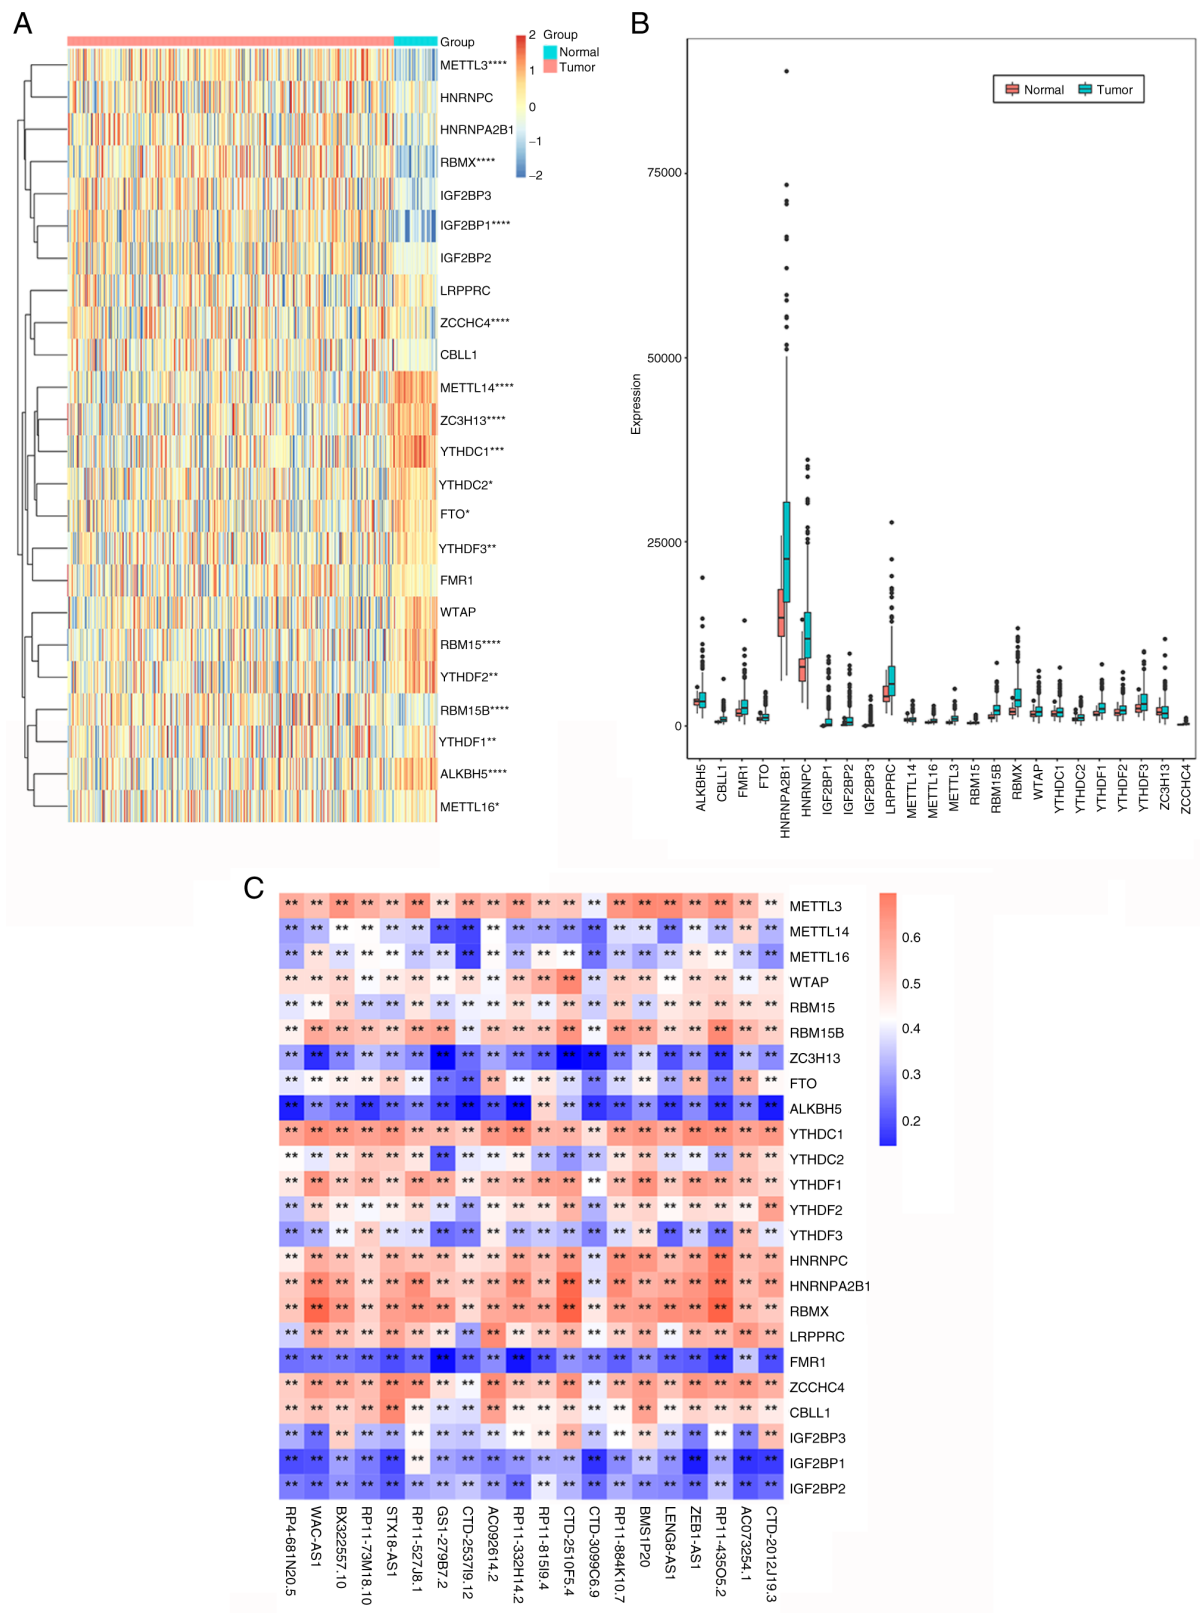 A
Group
METTL3****
HNRNPC
HNRNPA2B1
RBMX****
IGF2BP3
IGF2BP1****
IGF2BP2
LRPPRC
ZCCHC4****
CBLL1
METTL14****
ZC3H13****
YTHDC1***
YTHDC2*
FTO*
YTHDF3**
FMR1
WTAP
RBM15****
YTHDF2**
RBM15B****
YTHDF1**
ALKBH5****
METTL16*
2
1
0
−1
−2
Group
Normal
Tumor
B
Normal
Tumor
Expression
75000
50000
25000
0
ALKBH5
CBLL1
FMR1
FTO
HNRNPA2B1
HNRNPC
IGF2BP1
IGF2BP2
IGF2BP3
LRPPRC
METTL14
METTL16
METTL3
RBM15
RBM15B
RBMX
WTAP
YTHDC1
YTHDC2
YTHDF1
YTHDF2
YTHDF3
ZC3H13
ZCCHC4
C
** ** ** ** ** ** ** ** ** ** ** ** ** ** ** ** ** ** ** ** METTL3
** ** ** ** ** ** ** ** ** ** ** ** ** ** ** ** ** ** ** ** METTL14
** ** ** ** ** ** ** ** ** ** ** ** ** ** ** ** ** ** ** ** METTL16
** ** ** ** ** ** ** ** ** ** ** ** ** ** ** ** ** ** ** ** WTAP
** ** ** ** ** ** ** ** ** ** ** ** ** ** ** ** ** ** ** ** RBM15
** ** ** ** ** ** ** ** ** ** ** ** ** ** ** ** ** ** ** ** RBM15B
** ** ** ** ** ** ** ** ** ** ** ** ** ** ** ** ** ** ** ** ZC3H13
** ** ** ** ** ** ** ** ** ** ** ** ** ** ** ** ** ** ** ** FTO
** ** ** ** ** ** ** ** ** ** ** ** ** ** ** ** ** ** ** ** ALKBH5
** ** ** ** ** ** ** ** ** ** ** ** ** ** ** ** ** ** ** ** YTHDC1
** ** ** ** ** ** ** ** ** ** ** ** ** ** ** ** ** ** ** ** YTHDC2
** ** ** ** ** ** ** ** ** ** ** ** ** ** ** ** ** ** ** ** YTHDF1
** ** ** ** ** ** ** ** ** ** ** ** ** ** ** ** ** ** ** ** YTHDF2
** ** ** ** ** ** ** ** ** ** ** ** ** ** ** ** ** ** ** ** YTHDF3
** ** ** ** ** ** ** ** ** ** ** ** ** ** ** ** ** ** ** ** HNRNPC
** ** ** ** ** ** ** ** ** ** ** ** ** ** ** ** ** ** ** ** HNRNPA2B1
** ** ** ** ** ** ** ** ** ** ** ** ** ** ** ** ** ** ** ** RBMX
** ** ** ** ** ** ** ** ** ** ** ** ** ** ** ** ** ** ** ** LRPPRC
** ** ** ** ** ** ** ** ** ** ** ** ** ** ** ** ** ** ** ** FMR1
** ** ** ** ** ** ** ** ** ** ** ** ** ** ** ** ** ** ** ** ZCCHC4
** ** ** ** ** ** ** ** ** ** ** ** ** ** ** ** ** ** ** ** CBLL1
** ** ** ** ** ** ** ** ** ** ** ** ** ** ** ** ** ** ** ** IGF2BP3
** ** ** ** ** ** ** ** ** ** ** ** ** ** ** ** ** ** ** ** IGF2BP1
** ** ** ** ** ** ** ** ** ** ** ** ** ** ** ** ** ** ** ** IGF2BP2
0.6
0.5
0.4
0.3
0.2
RP4-681N20.5
WAC-AS1
BX322557.10
RP11-73M18.10
STX18-AS1
RP11-527J8.1
GS1-279B7.2
CTD-2537I9.12
AC092614.2
RP11-332H14.2
RP11-815I9.4
CTD-2510F5.4
CTD-3099C6.9
RP11-884K10.7
BMS1P20
LENG8-AS1
ZEB1-AS1
RP11-435O5.2
AC073254.1
CTD-2012J19.3